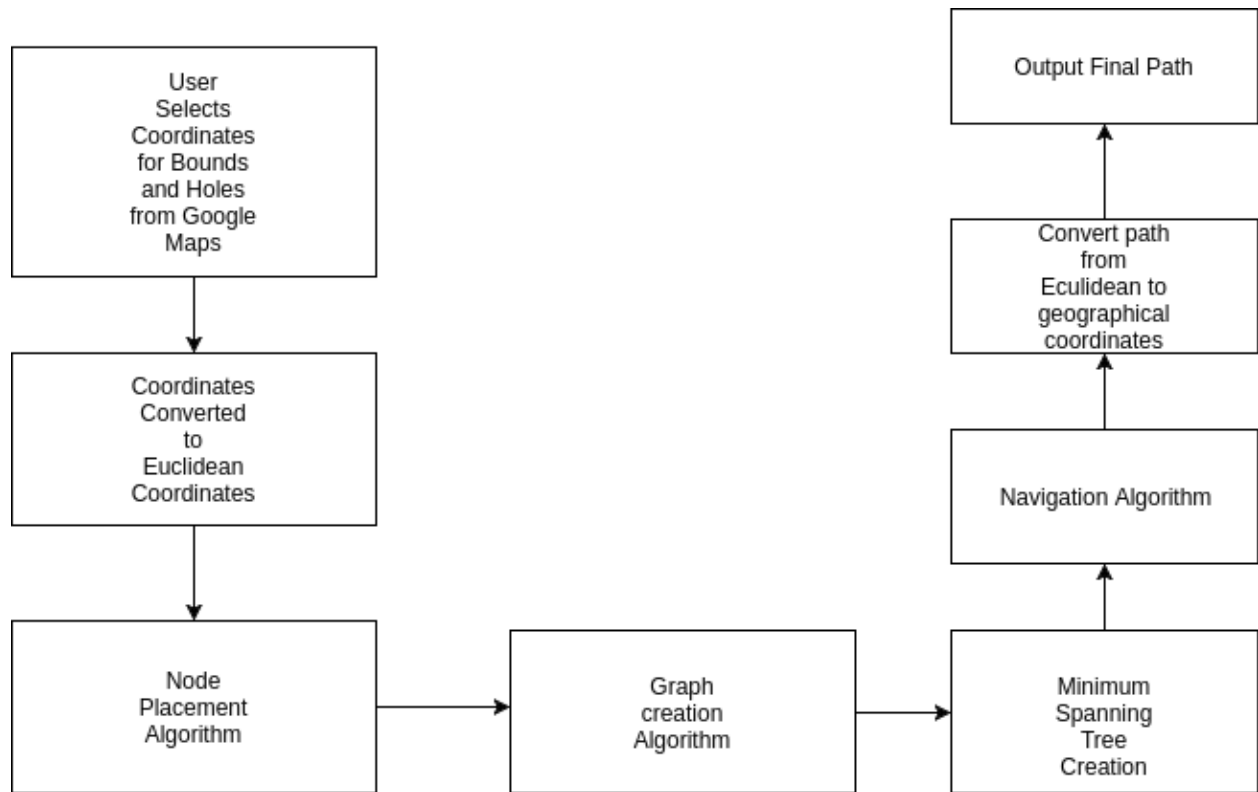 User
Selects
Coordinates
for Bounds
and Holes
from Google
Maps
Coordinates
Converted
to
Euclidean
Coordinates
Node
Placement
Algorithm
Graph
creation
Algorithm
Minimum
Spanning
Tree
Creation
Navigation Algorithm
Convert path
from
Eculidean to
geographical
coordinates
Output Final Path